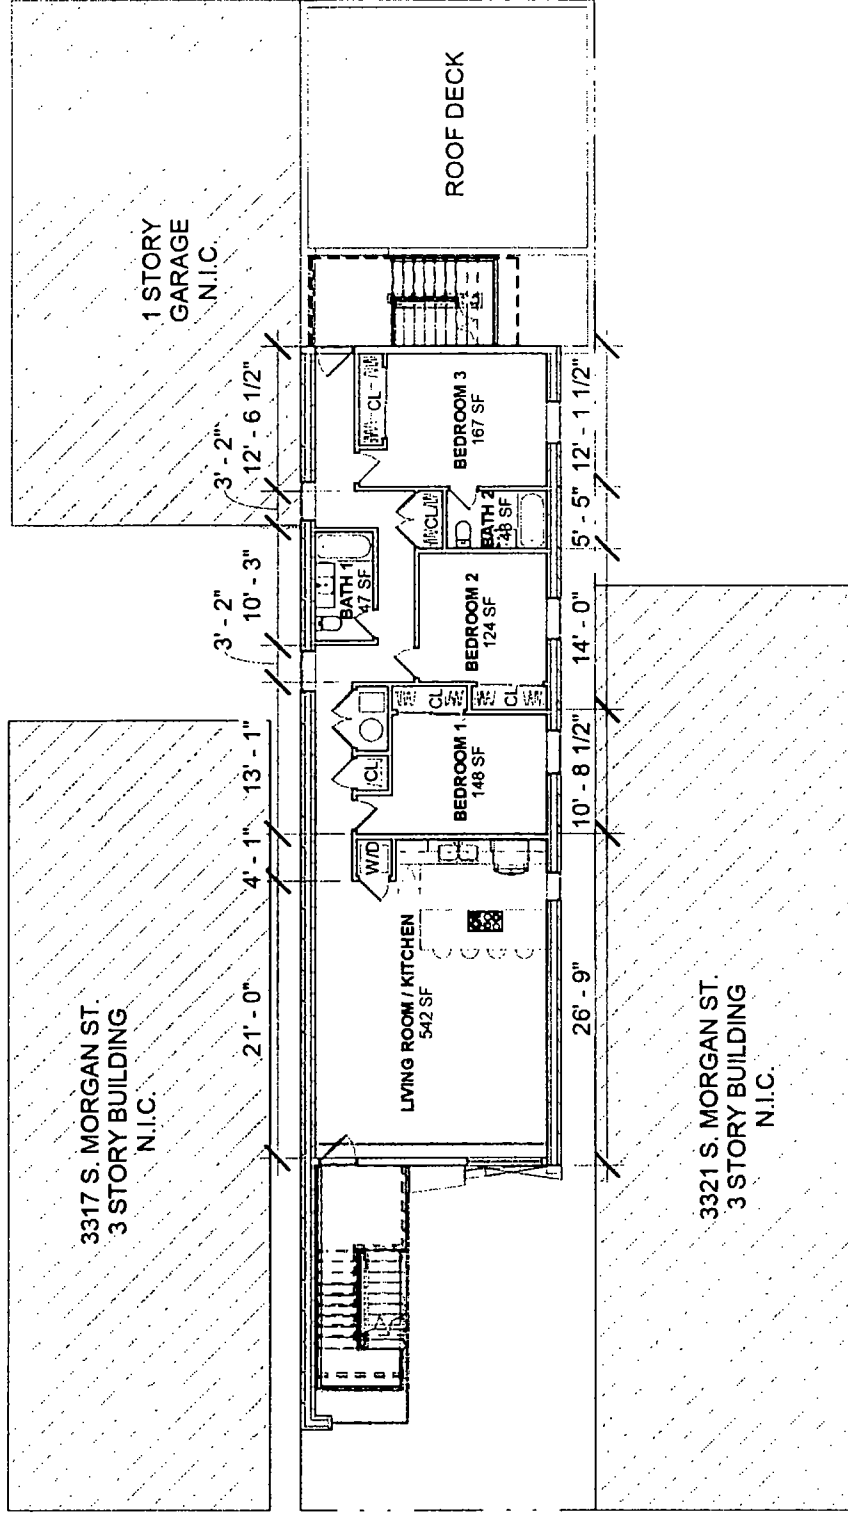 3317 S. MORGAN ST.
3 STORY BUILDING
N.I.C.
1 STORY
GARAGE
N.I.C.
21' - 0"
4' - 1"
13' - 1"
3' - 2"
10' - 3"
3' - 2"
12' - 6 1/2"
LIVING ROOM / KITCHEN
542 SF
W/D
CL
BEDROOM 1
148 SF
CL
CL
BATH 1
47 SF
BEDROOM 2
124 SF
CL
BATH 2
48 SF
CL
BEDROOM 3
167 SF
ROOF DECK
26' - 9"
10' - 8 1/2"
14' - 0"
5' - 5"
12' - 1 1/2"
3321 S. MORGAN ST.
3 STORY BUILDING
N.I.C.